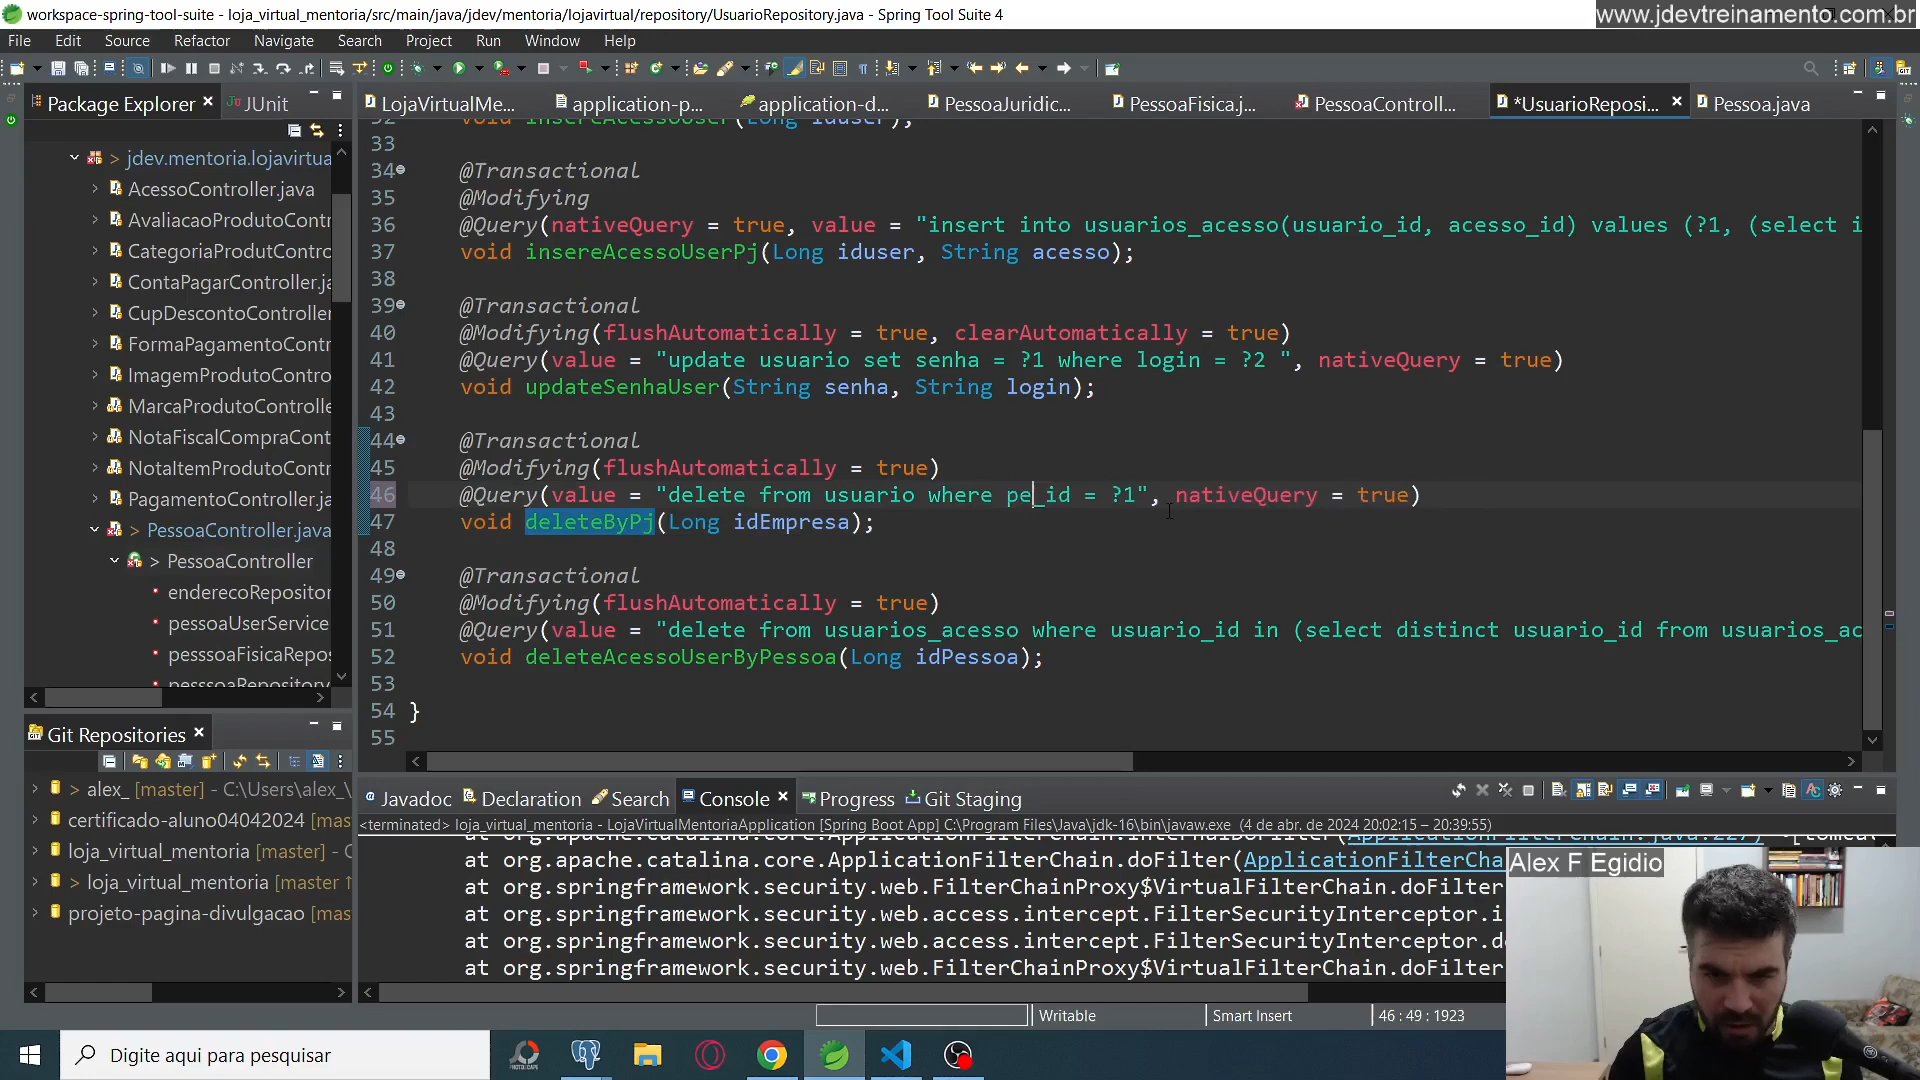 workspace-spring-tool-suite - loja_virtual_mentoria/src/main/java/jdev/mentoria/lojavirtual/repository/UsuarioRepository.java - Spring Tool Suite 4
www.jdevtreinamento.com.br
File Edit Source Refactor Navigate Search Project Run Window Help
Package Explorer JUnit
LojaVirtualMe... application-p... application-d... PessoaJuridic... PessoaFisica.j... PessoaControll... *UsuarioReposi... Pessoa.java
jdev.mentoria.lojavirtua
AcessoController.java
AvaliacaoProdutoContr
CategoriaProdutContro
ContaPagarController.ja
CupDescontoController
FormaPagamentoContr
ImagemProdutoContro
MarcaProdutoControlle
NotaFiscalCompraCont
NotaItemProdutoContr
PagamentoController.j
> PessoaController.java
> PessoaController
enderecoRepositor
pessoaUserService
pesssoaFisicaRepos
pesssoaRepository
32 void insereAcessoUser(Long iduser);
33
34 @Transactional
35 @Modifying
36 @Query(nativeQuery = true, value = "insert into usuarios_acesso(usuario_id, acesso_id) values (?1, (select i
37 void insereAcessoUserPj(Long iduser, String acesso);
38
39 @Transactional
40 @Modifying(flushAutomatically = true, clearAutomatically = true)
41 @Query(value = "update usuario set senha = ?1 where login = ?2 ", nativeQuery = true)
42 void updateSenhaUser(String senha, String login);
43
44 @Transactional
45 @Modifying(flushAutomatically = true)
46 @Query(value = "delete from usuario where pe_id = ?1", nativeQuery = true)
47 void deleteByPj(Long idEmpresa);
48
49 @Transactional
50 @Modifying(flushAutomatically = true)
51 @Query(value = "delete from usuarios_acesso where usuario_id in (select distinct usuario_id from usuarios_ac
52 void deleteAcessoUserByPessoa(Long idPessoa);
53
54 }
55
Git Repositories
> alex_ [master] - C:\Users\alex_\
certificado-aluno04042024 [mas
loja_virtual_mentoria [master] - C
> loja_virtual_mentoria [master ↑
projeto-pagina-divulgacao [mas
Javadoc Declaration Search Console Progress Git Staging
<terminated> loja_virtual_mentoria - LojaVirtualMentoriaApplication [Spring Boot App] C:\Program Files\Java\jdk-16\bin\javaw.exe (4 de abr. de 2024 20:02:15 – 20:39:55)
at org.apache.catalina.core.ApplicationFilterChain.doFilter(ApplicationFilterCha
at org.springframework.security.web.FilterChainProxy$VirtualFilterChain.doFilter
at org.springframework.security.web.access.intercept.FilterSecurityInterceptor.i
at org.springframework.security.web.access.intercept.FilterSecurityInterceptor.do
at org.springframework.security.web.FilterChainProxy$VirtualFilterChain.doFilter
Alex F Egidio
Writable Smart Insert 46 : 49 : 1923
Digite aqui para pesquisar